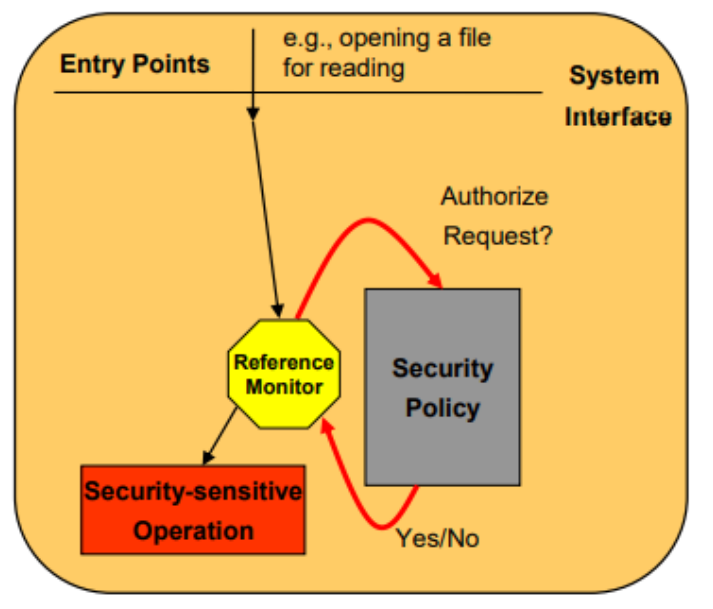 e.g., opening a file
for reading
Entry Points
System
Interface
Authorize
Request?
Reference
Monitor
Security
Policy
Security-sensitive
Operation
Yes/No